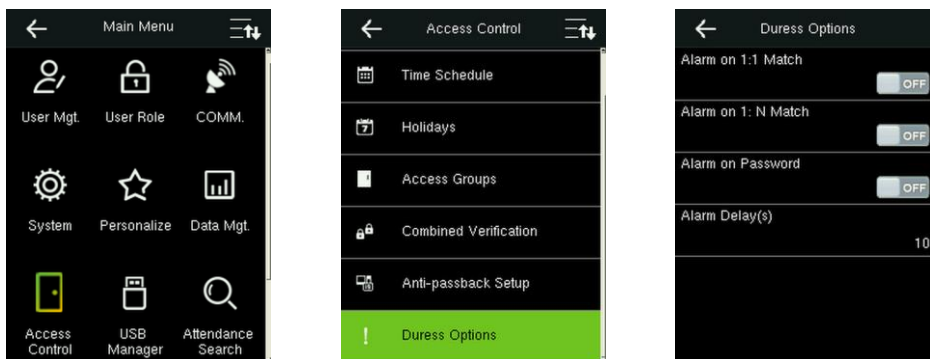 Main Menu
User Mgt.
User Role
COMM.
System
Personalize
Data Mgt.
Access
Control
USB
Manager
Attendance
Search
Access Control
Time Schedule
7
Holidays
Access Groups
Combined Verification
Anti-passback Setup
! Duress Options
Duress Options
Alarm on 1:1 Match
OFF
Alarm on 1: N Match
OFF
Alarm on Password
OFF
Alarm Delay(s)
10